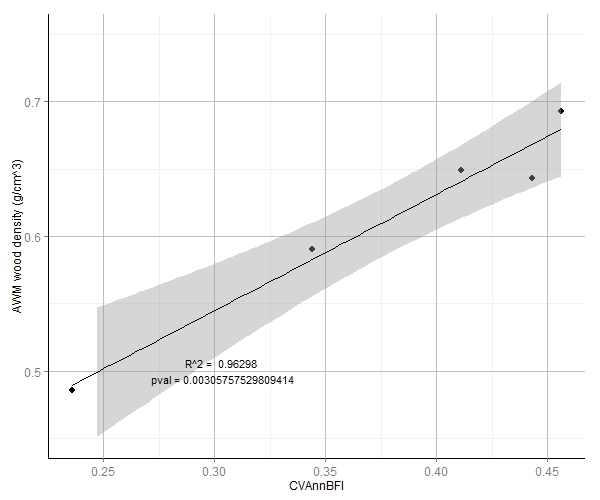 AWM wood density (g/cm^3)
0.7
0.6
0.5
R^2 = 0.96298
pval = 0.00305757529809414
0.25 0.30 0.35 0.40 0.45
CVAnnBFI